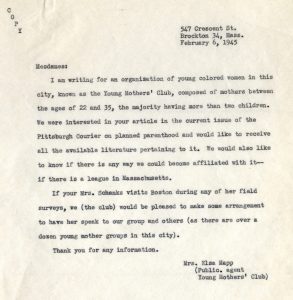 COPY
547 Crescent St.
Brockton 34, Mass.
February 6, 1945
Mesdames:
I am writing for an organization of young colored women in this
city, known as the Young Mothers' Club, composed of mothers between
the ages of 22 and 35, the majority having more than two children.
We were interested in your article in the current issue of the
Pittsburgh Courier on planned parenthood and would like to receive
all the available literature pertaining to it. We would also like
to know if there is any way we could become affiliated with it--
if there is a league in Massachusetts.
If your Mrs. Schanks visits Boston during any of her field
surveys, we (the club) would be pleased to make some arrangement
to have her speak to our group and others (as there are over a
dozen young mother groups in this city).
Thank you for any information.
Mrs. Elsa Mapp
(Public. agent
Young Mothers' Club)